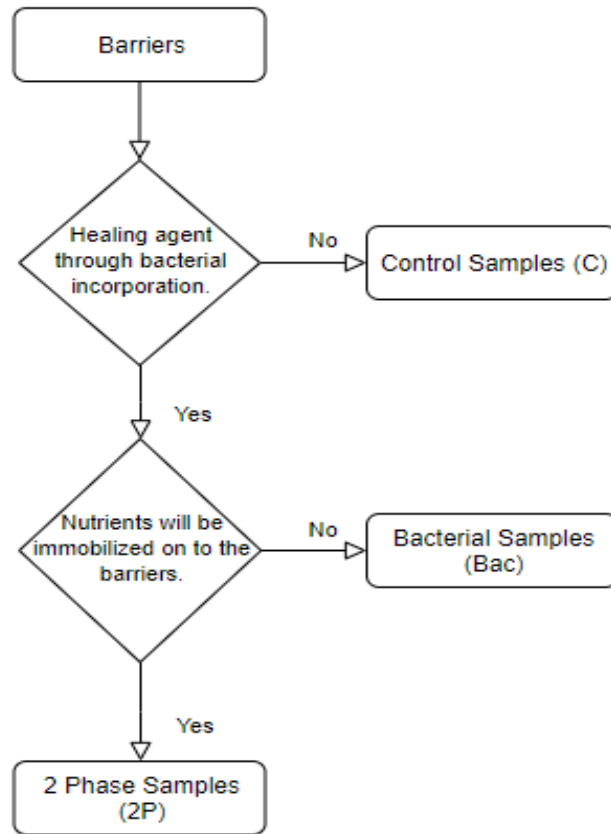 Barriers
Healing agent
through bacterial
incorporation.
No
Control Samples (C)
Yes
Nutrients will be
immobilized on to the
barriers.
No
Bacterial Samples
(Bac)
Yes
2 Phase Samples
(2P)